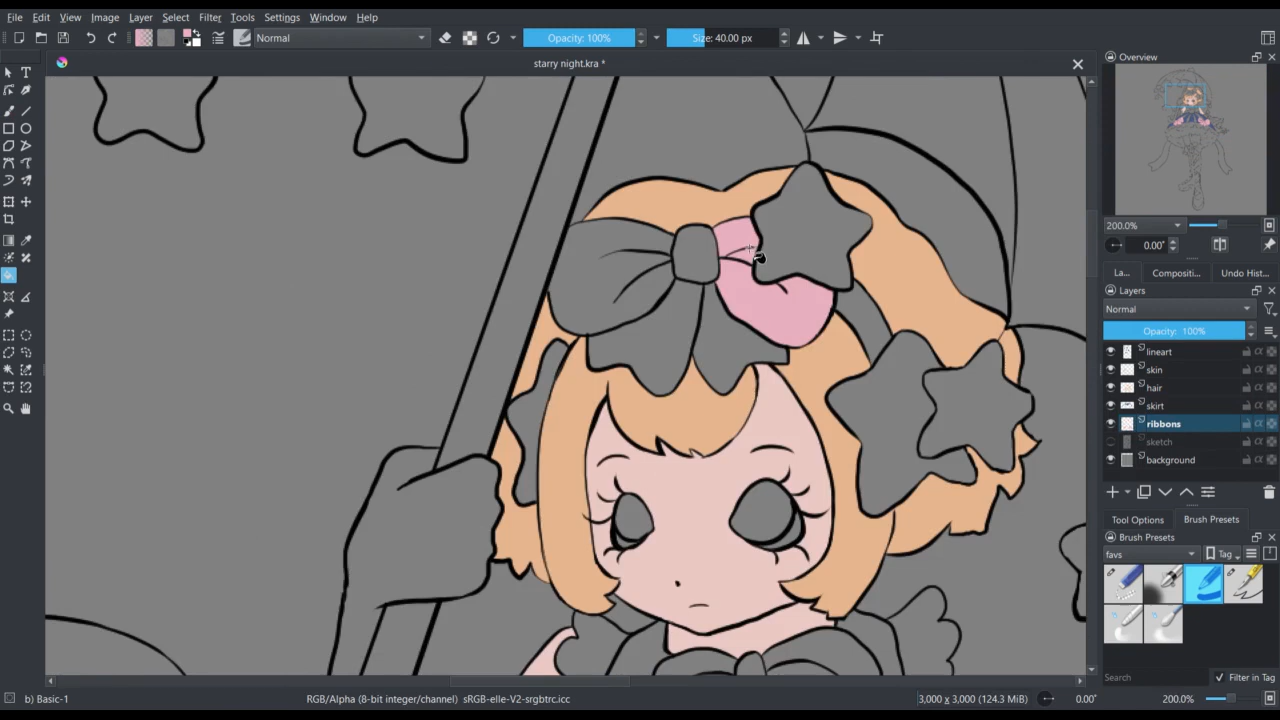 File Edit View Image Layer Select Filter Tools Settings Window Help
Normal Opacity: 100% Size: 40.00 px
starry night.kra *
Overview
200.0% 0.00°
La... Compositi... Undo Hist...
Layers
Normal
Opacity: 100%
lineart
skin
hair
skirt
ribbons
sketch
background
Tool Options Brush Presets
Brush Presets
favs Tag
Search Filter in Tag
b) Basic-1 RGB/Alpha (8-bit integer/channel) sRGB-elle-V2-srgbtrc.icc 3,000 x 3,000 (124.3 MiB) 0.00° 200.0%